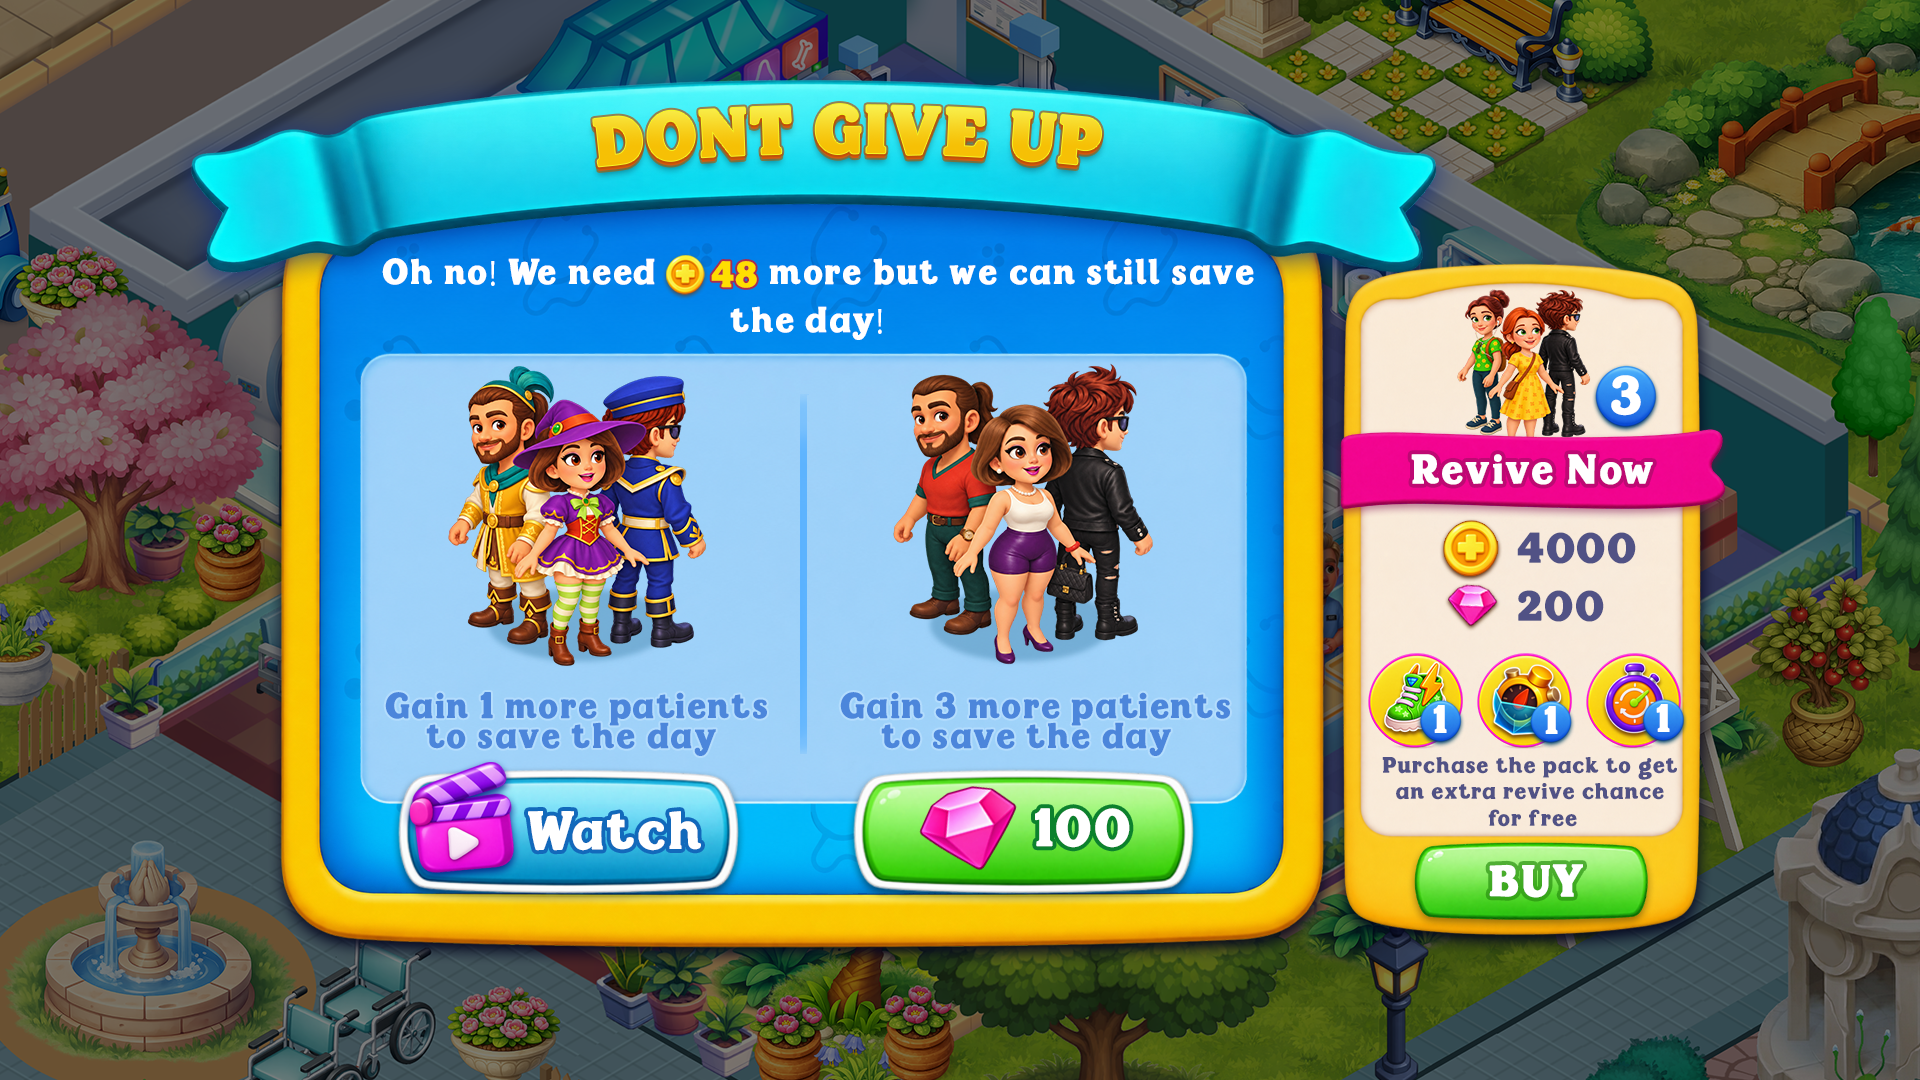 DONT GIVE UP
Oh no! We need 48 more but we can still save
the day!
Gain 1 more patients
to save the day
Watch
Gain 3 more patients
to save the day
100
3
Revive Now
4000
200
1 1 1
Purchase the pack to get
an extra revive chance
for free
BUY